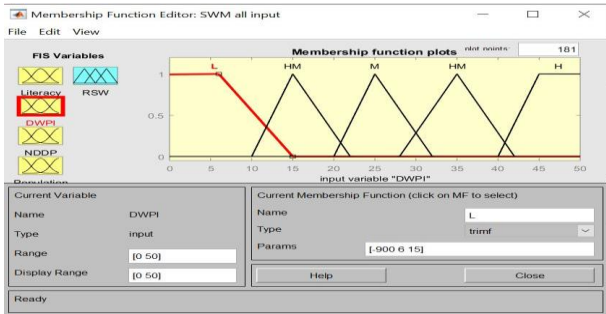 Membership Function Editor: SWM all input
File Edit View
FIS Variables
Literacy RSW
DWPI
NDDP
Population
Membership function plots plot points: 181
L HM M HM H
1
0.5
0
0 5 10 15 20 25 30 35 40 45 50
input variable "DWPI"
Current Variable
Name DWPI
Type input
Range [0 50]
Display Range [0 50]
Current Membership Function (click on MF to select)
Name L
Type trimf
Params [-900 6 15]
Help Close
Ready